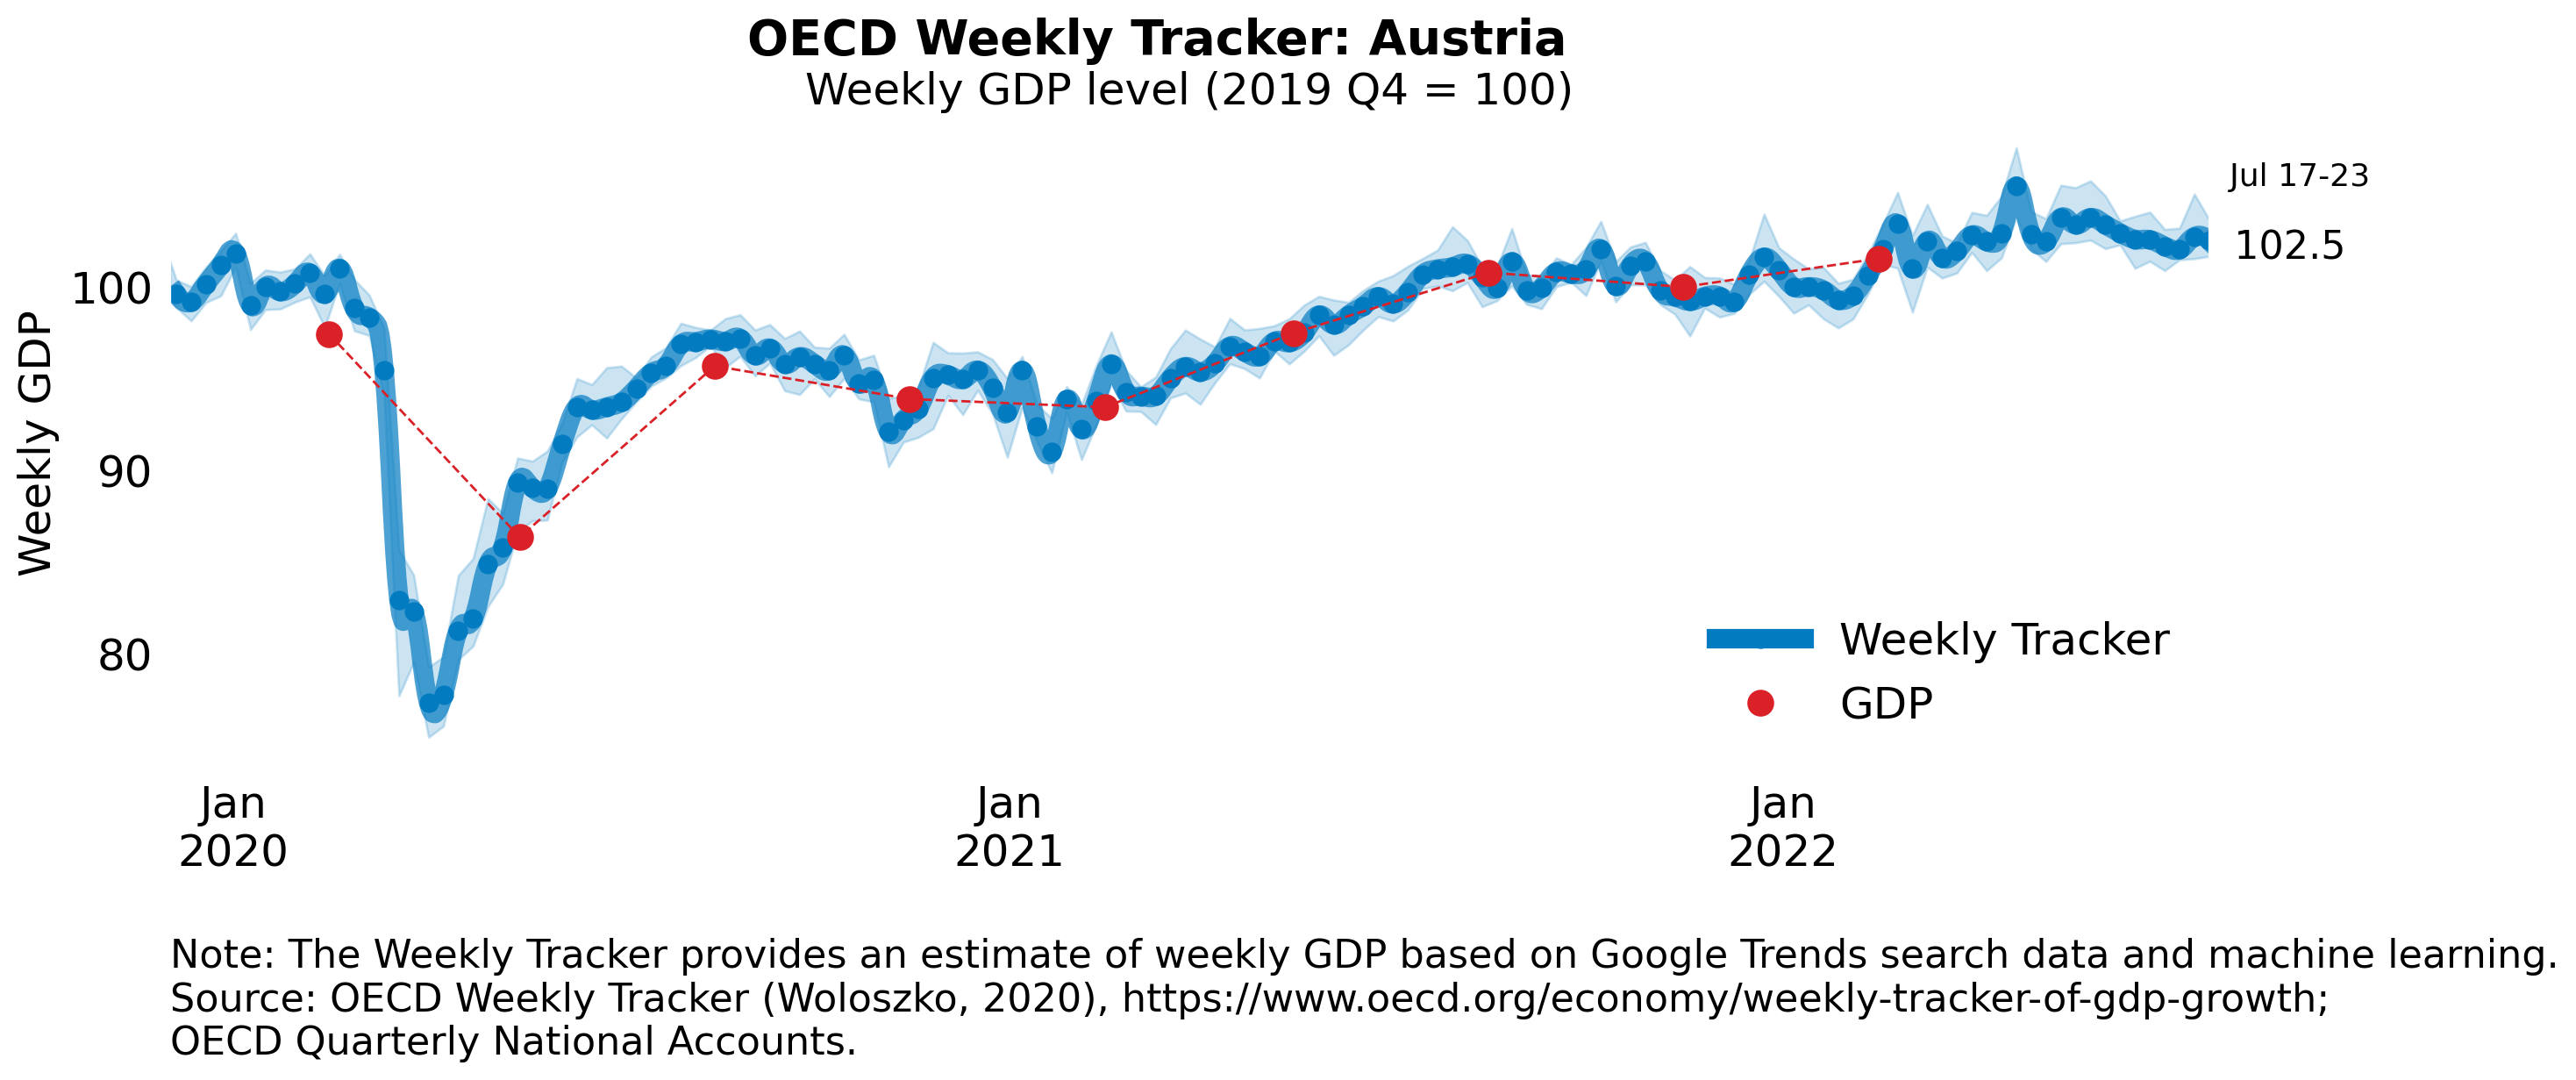 OECD Weekly Tracker: Austria
Weekly GDP level (2019 Q4 = 100)
Jul 17-23
102.5
100
90
80
Weekly GDP
Weekly Tracker
GDP
Jan
2020
Jan
2021
Jan
2022
Note: The Weekly Tracker provides an estimate of weekly GDP based on Google Trends search data and machine learning.
Source: OECD Weekly Tracker (Woloszko, 2020), https://www.oecd.org/economy/weekly-tracker-of-gdp-growth;
OECD Quarterly National Accounts.